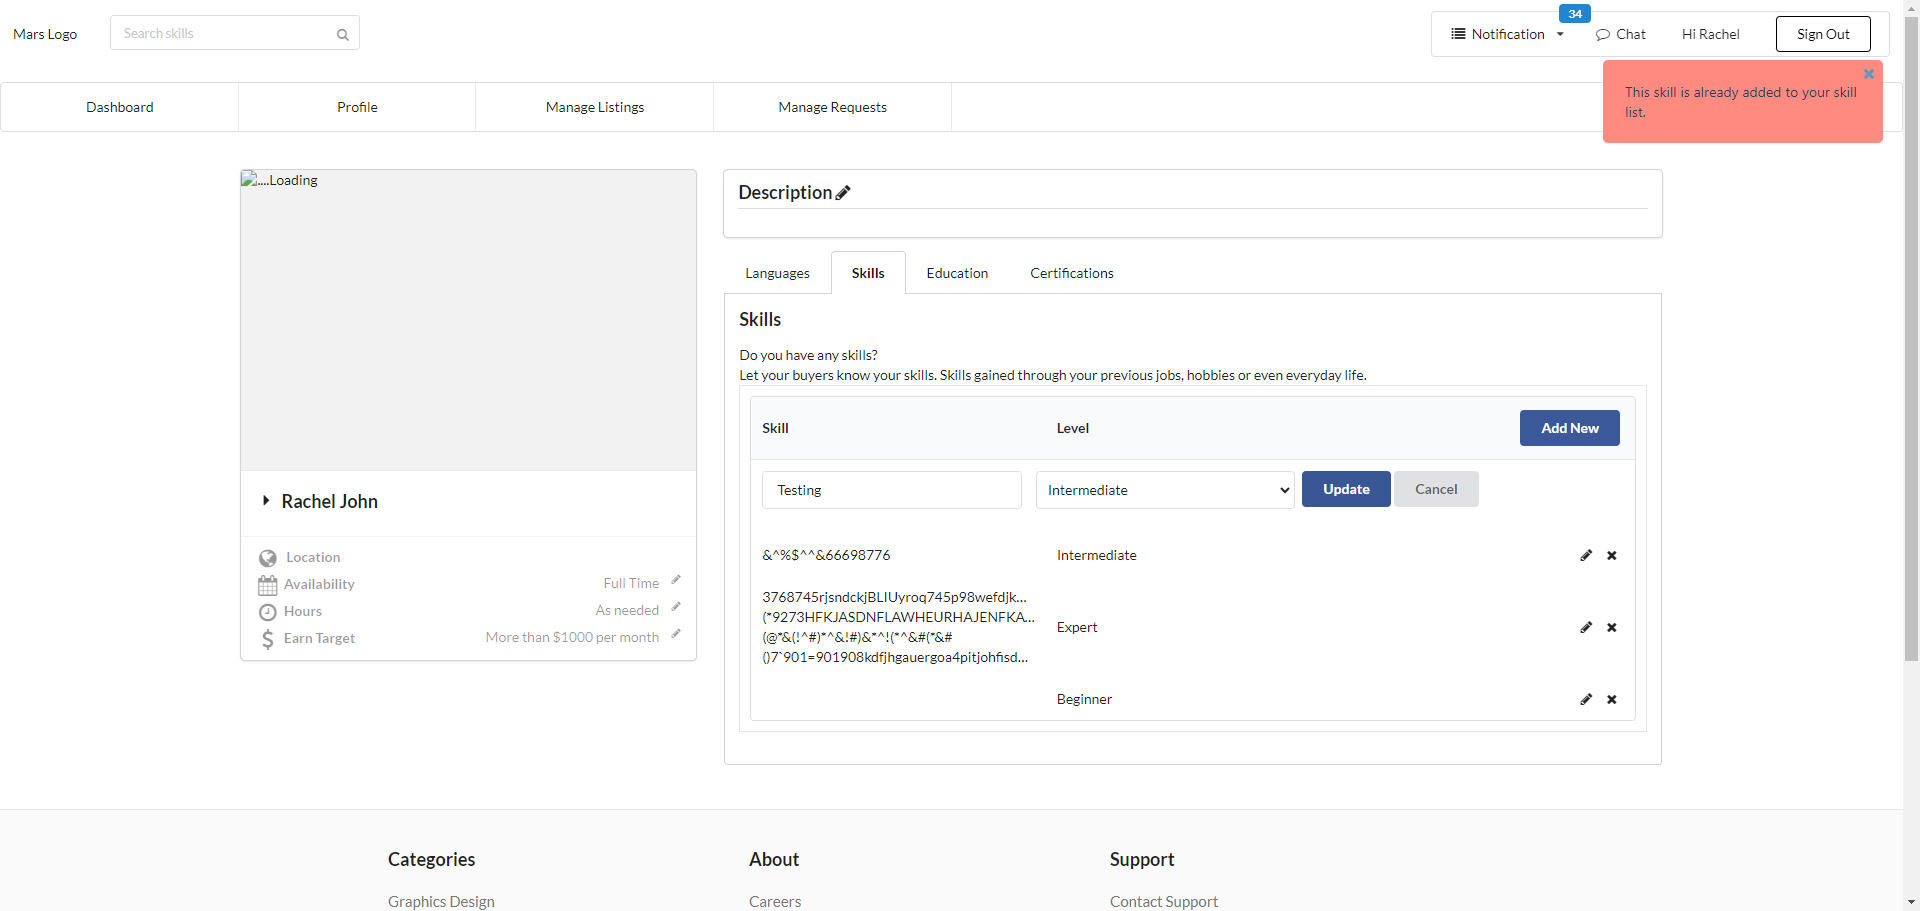 Mars Logo
Search skills
34
Notification
Chat
Hi Rachel
Sign Out
Dashboard
Profile
Manage Listings
Manage Requests
This skill is already added to your skill
list.
....Loading
Rachel John
Location
Availability
Full Time
Hours
As needed
Earn Target
More than $1000 per month
Description
Languages
Skills
Education
Certifications
Skills
Do you have any skills?
Let your buyers know your skills. Skills gained through your previous jobs, hobbies or even everyday life.
Skill
Level
Add New
Testing
Intermediate
Update
Cancel
&^%$^^&66698776
Intermediate
3768745rjsndckjBLIUyroq745p98wefdjk...
(*9273HFKJASDNFLAWHEURHAJENFKA...
(@*&(!^#)*^&!#)&*^!(*^&#(*&#
()7`901=901908kdfjhgauergoa4pitjohfisd...
Expert
Beginner
Categories
About
Support
Graphics Design
Careers
Contact Support